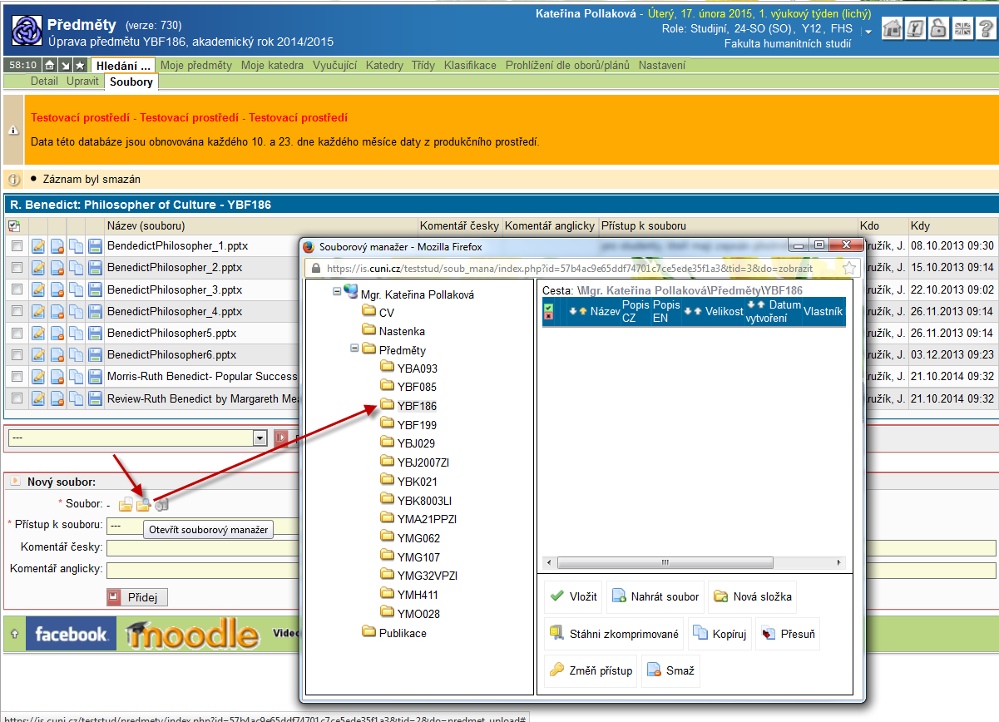 Předměty (verze: 730)
Úprava předmětu YBF186, akademický rok 2014/2015
Kateřina Pollaková - Úterý, 17. února 2015, 1. výukový týden (lichý)
Role: Studijní, 24-SO (SO), Y12, FHS
Fakulta humanitních studií
58:10 Hledání ... Moje předměty Moje katedra Vyučující Katedry Třídy Klasifikace Prohlížení dle oborů/plánů Nastavení
Detail Upravit Soubory
Testovací prostředí - Testovací prostředí - Testovací prostředí
Data této databáze jsou obnovována každého 10. a 23. dne každého měsíce daty z produkčního prostředí.
Záznam byl smazán
R. Benedict: Philosopher of Culture - YBF186
Název (souboru) Komentář česky Komentář anglicky Přístup k souboru Kdo Kdy
BendedictPhilosopher_1.pptx ružík, J. 08.10.2013 09:30
BenedictPhilosopher_2.pptx ružík, J. 15.10.2013 09:14
BenedictPhilosopher_3.pptx ružík, J. 22.10.2013 09:02
BenedictPhilosopher_4.pptx ružík, J. 26.11.2013 09:14
BenedictPhilosopher5.pptx ružík, J. 26.11.2013 09:14
BenedictPhilosopher6.pptx ružík, J. 03.12.2013 09:23
Morris-Ruth Benedict- Popular Success ružík, J. 21.10.2014 09:32
Review-Ruth Benedict by Margareth Mea ružík, J. 21.10.2014 09:32
---
Nový soubor:
* Soubor: -
* Přístup k souboru: ---
Otevřít souborový manažer
Komentář česky:
Komentář anglicky:
Přidej
facebook moodle Videc
Souborový manažer - Mozilla Firefox
https://is.cuni.cz/teststud/soub_mana/index.php?id=57b4ac9e65ddf74701c7ce5ede35f1a3&tid=3&do=zobrazit
Mgr. Kateřina Pollaková
CV
Nastenka
Předměty
YBA093
YBF085
YBF186
YBF199
YBJ029
YBJ2007ZI
YBK021
YBK8003LI
YMA21PPZI
YMG062
YMG107
YMG32VPZI
YMH411
YMO028
Publikace
Cesta: \Mgr. Kateřina Pollaková\Předměty\YBF186
Název Popis CZ Popis EN Velikost Datum vytvoření Vlastník
Vložit Nahrát soubor Nová složka
Stáhni zkomprimované Kopíruj Přesuň
Změň přístup Smaž
https://is.cuni.cz/teststud/predmety/index.php?id=57b4ac9e65ddf74701c7ce5ede35f1a3&tid=2&do=predmet_upload#